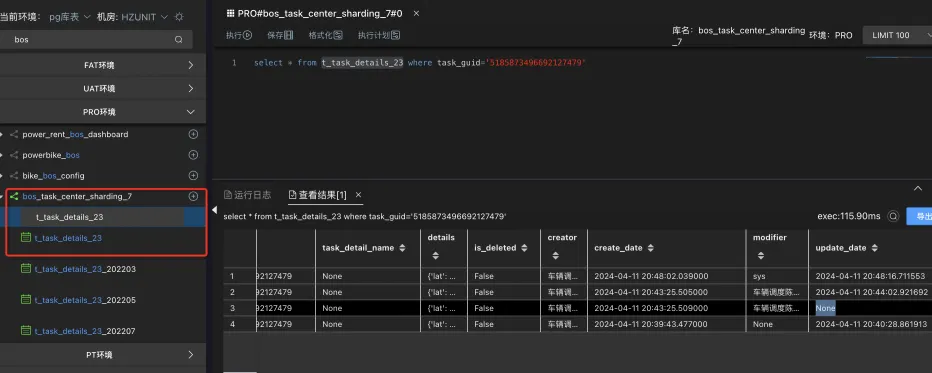 当前环境: pg库表 机房: HZUNIT
bos
FAT环境
UAT环境
PRO环境
power_rent_bos_dashboard
powerbike_bos
bike_bos_config
bos_task_center_sharding_7
t_task_details_23
t_task_details_23
t_task_details_23_202203
t_task_details_23_202205
t_task_details_23_202207
PT环境
PRO#bos_task_center_sharding_7#0
执行 保存 格式化 执行计划
库名: bos_task_center_sharding_7 环境: PRO LIMIT 100
1 select * from t_task_details_23 where task_guid='5185873496692127479'
运行日志 查看结果[1]
select * from t_task_details_23 where task_guid='5185873496692127479' exec:115.90ms 导出
task_detail_name details is_deleted creator create_date modifier update_date
1 92127479 None {'lat': ... False 车辆调... 2024-04-11 20:48:02.039000 sys 2024-04-11 20:48:16.711553
2 92127479 None {'lat': ... False 车辆调... 2024-04-11 20:43:25.505000 车辆调度陈... 2024-04-11 20:44:02.921692
3 92127479 None {'lat': ... False 车辆调... 2024-04-11 20:43:25.509000 车辆调度陈... None
4 92127479 None {'lat': ... False 车辆调... 2024-04-11 20:39:43.477000 None 2024-04-11 20:40:28.861913